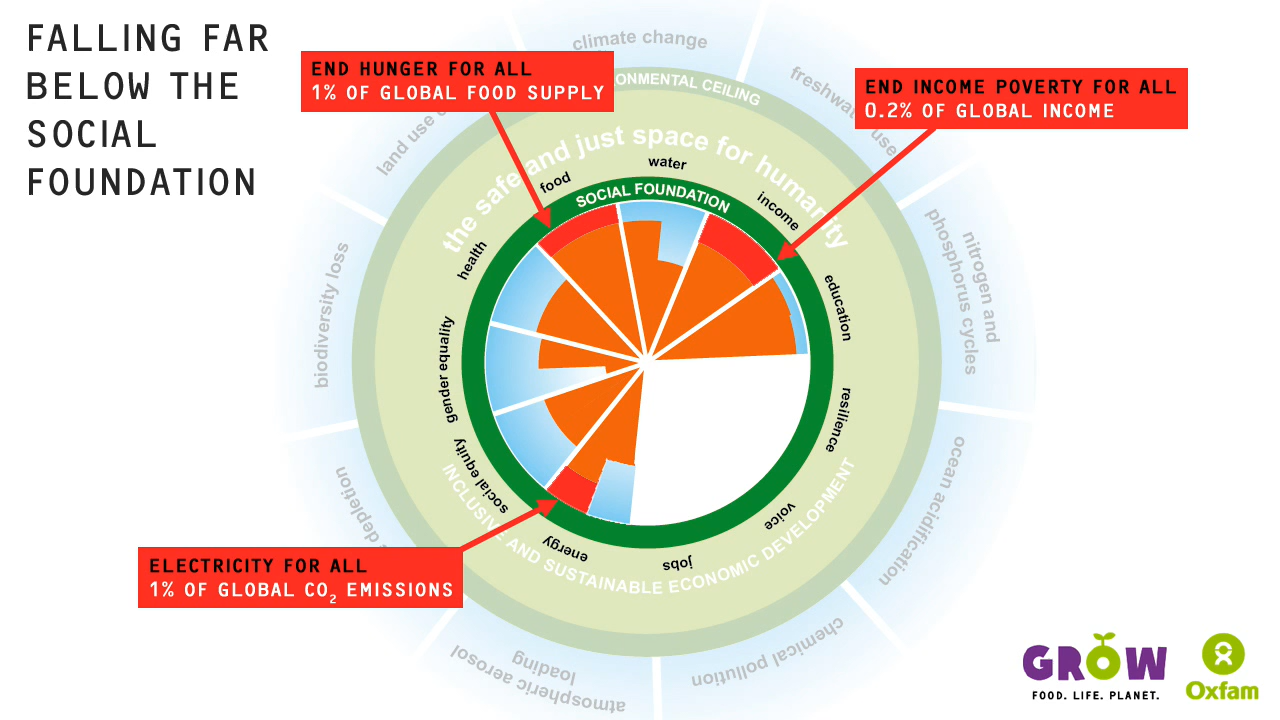 FALLING FAR
BELOW THE
SOCIAL
FOUNDATION
END HUNGER FOR ALL
1% OF GLOBAL FOOD SUPPLY
END INCOME POVERTY FOR ALL
0.2% OF GLOBAL INCOME
climate change
freshwater use
nitrogen and
phosphorus cycles
ocean acidification
chemical pollution
atmospheric aerosol
loading
depletion
biodiversity loss
land use
CEILING
the safe and just space for humanity
water
income
education
resilience
voice
jobs
energy
social equity
gender equality
health
food
SOCIAL FOUNDATION
INCLUSIVE AND SUSTAINABLE ECONOMIC DEVELOPMENT
ELECTRICITY FOR ALL
1% OF GLOBAL CO₂ EMISSIONS
GROW
FOOD. LIFE. PLANET.
Oxfam